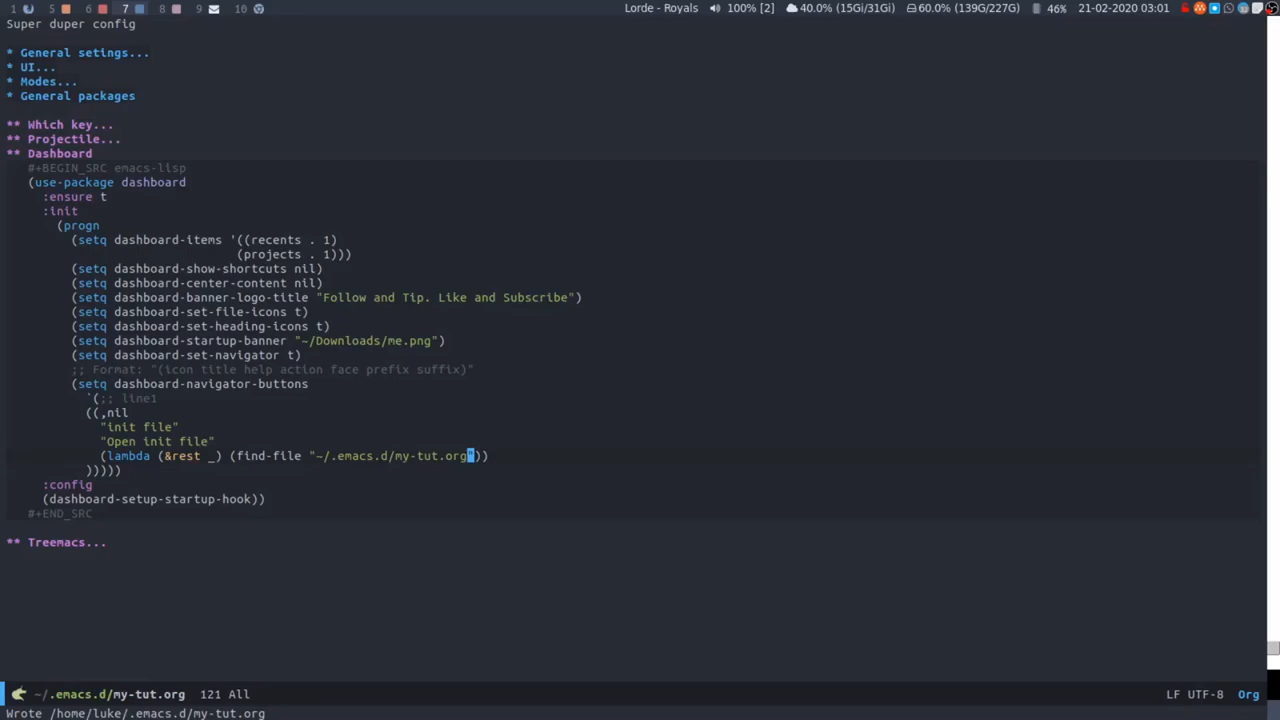 1 5 6 7 8 9 10 Lorde - Royals 100% [2] 40.0% (15Gi/31Gi) 60.0% (139G/227G) 46% 21-02-2020 03:01
Super duper config
* General setings...
* UI...
* Modes...
* General packages
** Which key...
** Projectile...
** Dashboard
#+BEGIN_SRC emacs-lisp
(use-package dashboard
:ensure t
:init
(progn
(setq dashboard-items '((recents . 1)
(projects . 1)))
(setq dashboard-show-shortcuts nil)
(setq dashboard-center-content nil)
(setq dashboard-banner-logo-title "Follow and Tip. Like and Subscribe")
(setq dashboard-set-file-icons t)
(setq dashboard-set-heading-icons t)
(setq dashboard-startup-banner "~/Downloads/me.png")
(setq dashboard-set-navigator t)
;; Format: "(icon title help action face prefix suffix)"
(setq dashboard-navigator-buttons
`(;; line1
((,nil
"init file"
"Open init file"
(lambda (&rest _) (find-file "~/.emacs.d/my-tut.org"))
)))))
:config
(dashboard-setup-startup-hook))
#+END_SRC
** Treemacs...
~/.emacs.d/my-tut.org 121 All LF UTF-8 Org
Wrote /home/luke/.emacs.d/my-tut.org